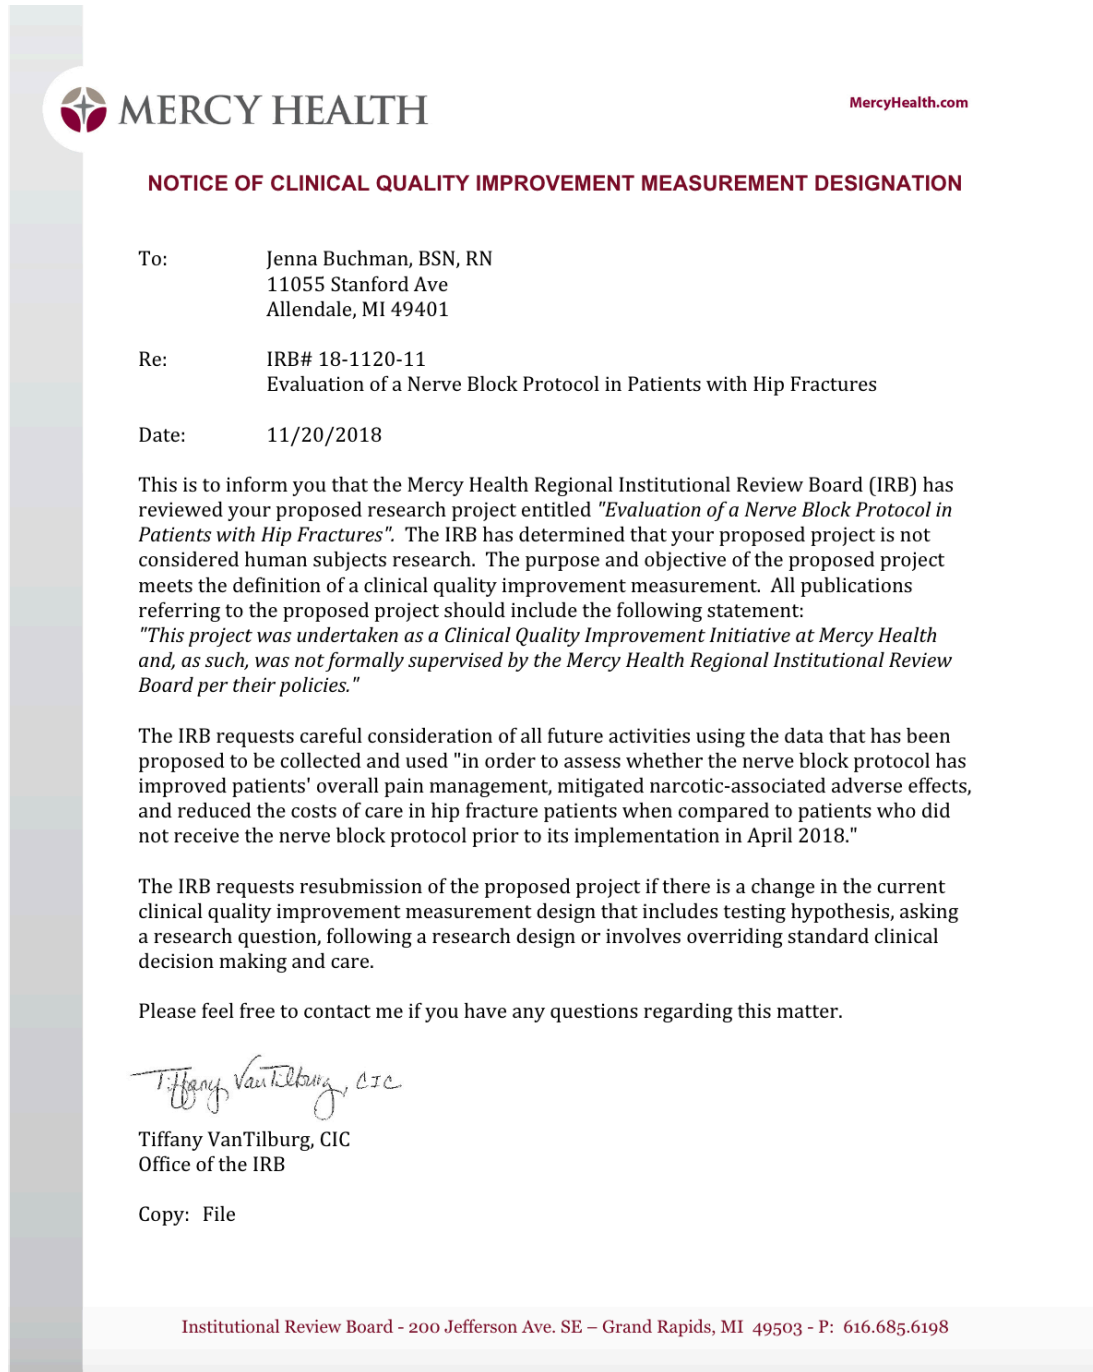 MERCY HEALTH
MercyHealth.com
NOTICE OF CLINICAL QUALITY IMPROVEMENT MEASUREMENT DESIGNATION
To: Jenna Buchman, BSN, RN
11055 Stanford Ave
Allendale, MI 49401
Re: IRB# 18-1120-11
Evaluation of a Nerve Block Protocol in Patients with Hip Fractures
Date: 11/20/2018
This is to inform you that the Mercy Health Regional Institutional Review Board (IRB) has
reviewed your proposed research project entitled "Evaluation of a Nerve Block Protocol in
Patients with Hip Fractures". The IRB has determined that your proposed project is not
considered human subjects research. The purpose and objective of the proposed project
meets the definition of a clinical quality improvement measurement. All publications
referring to the proposed project should include the following statement:
"This project was undertaken as a Clinical Quality Improvement Initiative at Mercy Health
and, as such, was not formally supervised by the Mercy Health Regional Institutional Review
Board per their policies."
The IRB requests careful consideration of all future activities using the data that has been
proposed to be collected and used "in order to assess whether the nerve block protocol has
improved patients' overall pain management, mitigated narcotic-associated adverse effects,
and reduced the costs of care in hip fracture patients when compared to patients who did
not receive the nerve block protocol prior to its implementation in April 2018."
The IRB requests resubmission of the proposed project if there is a change in the current
clinical quality improvement measurement design that includes testing hypothesis, asking
a research question, following a research design or involves overriding standard clinical
decision making and care.
Please feel free to contact me if you have any questions regarding this matter.
Tiffany VanTilburg, CIC
Tiffany VanTilburg, CIC
Office of the IRB
Copy: File
Institutional Review Board - 200 Jefferson Ave. SE – Grand Rapids, MI 49503 - P: 616.685.6198